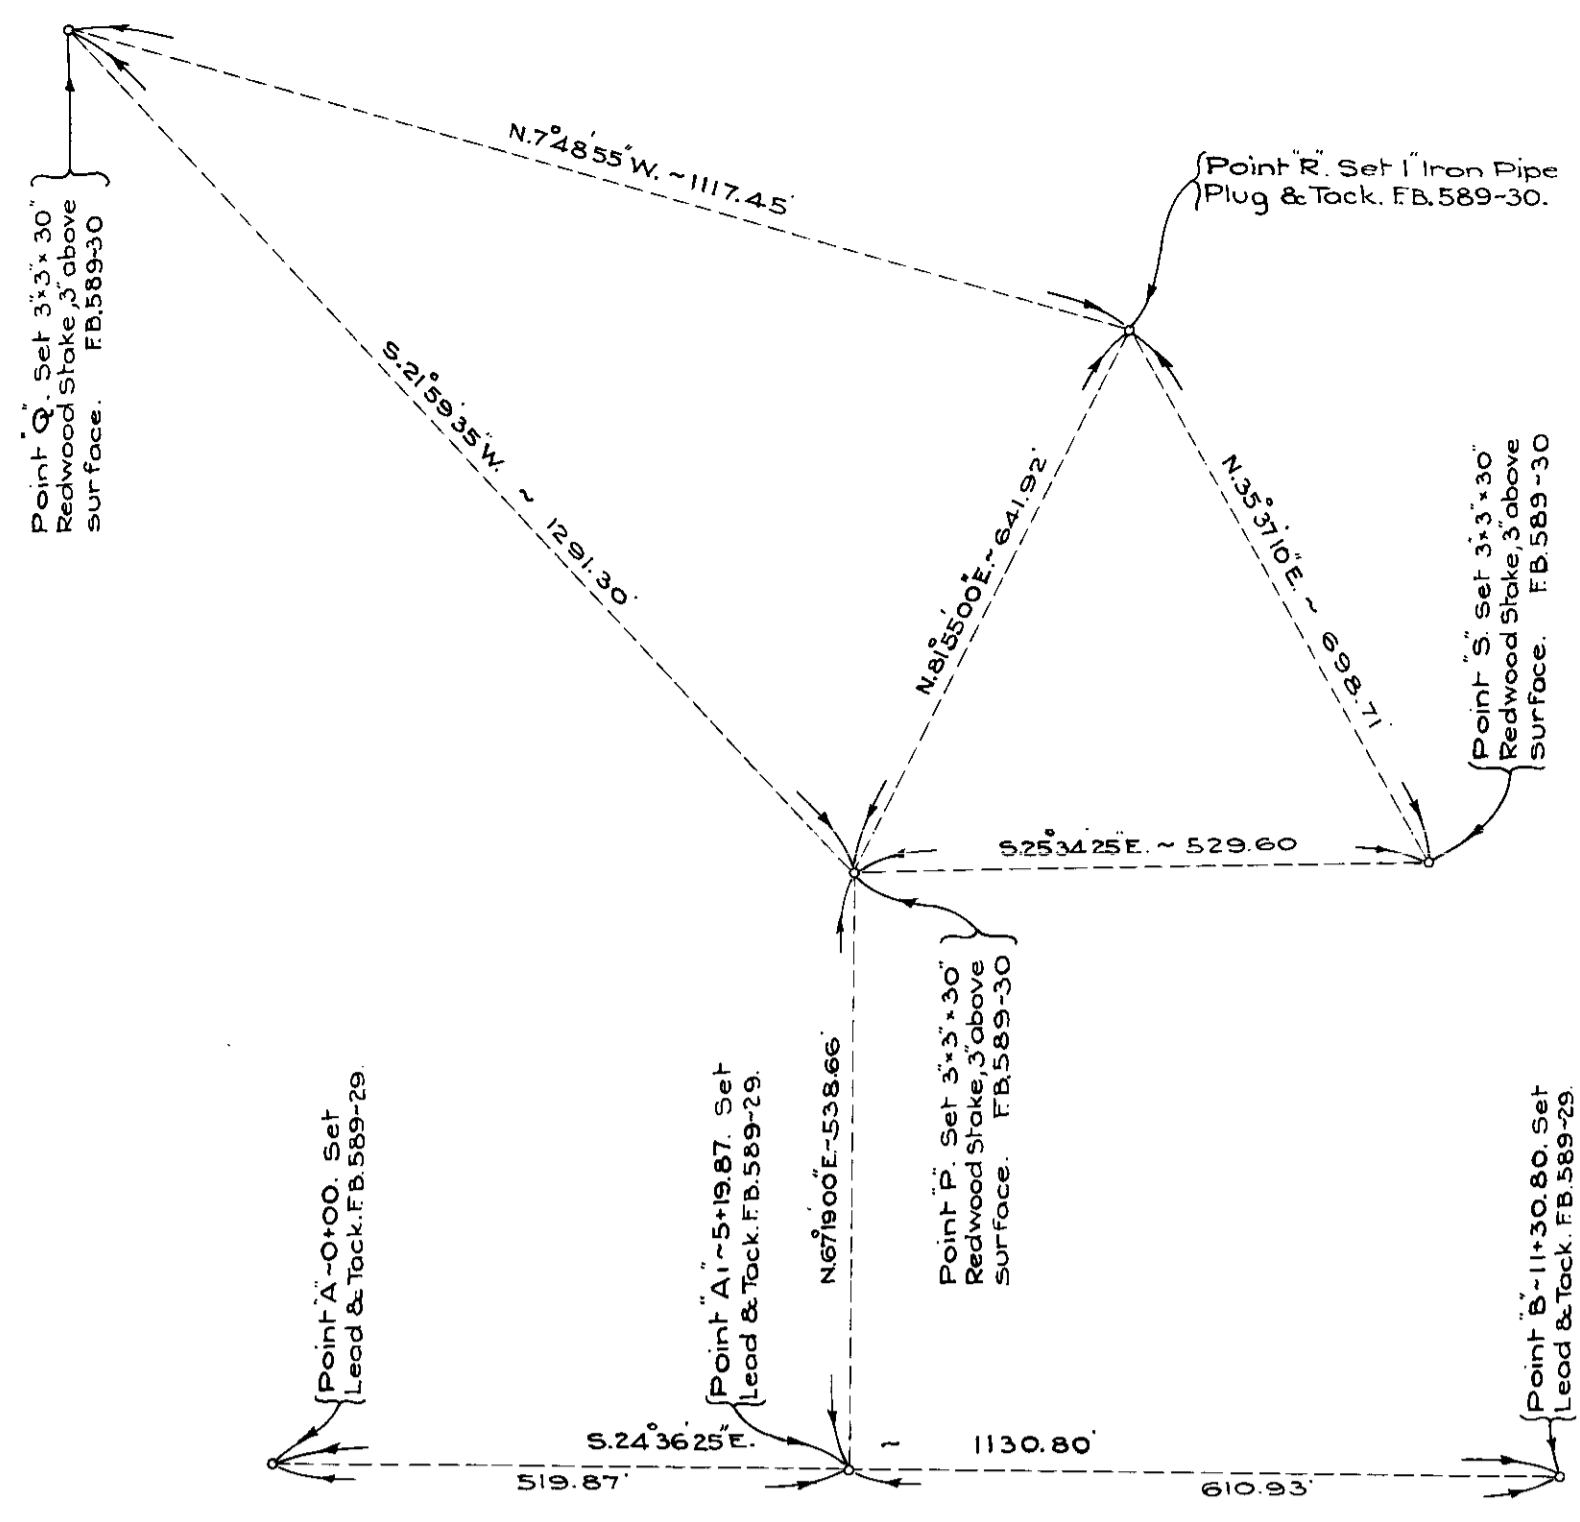 N.7°48'55"W. ~1117.45'
Point "R". Set 1" Iron Pipe
Plug & Tack. F.B.589-30.
Point "Q". Set 3"x3"x30"
Redwood Stake, 3" above
surface. F.B.589-30
S.21°59'35"W. ~ 1291.30'
N.81°55'00"E.~641.92'
N.35°37'10"E. ~ 698.71'
Point "S". Set 3"x3"x30"
Redwood Stake, 3" above
surface. F.B.589-30
S.25°34'25"E. ~ 529.60
Point "P". Set 3"x3"x30"
Redwood Stake, 3" above
surface. F.B.589-30
N.67°19'00"E~538.66'
Point "A"~0+00. Set
Lead & Tack. F.B.589-29.
Point "A1"~5+19.87. Set
Lead & Tack. F.B.589-29.
Point "B"~11+30.80. Set
Lead & Tack. F.B.589-29.
S.24°36'25"E. ~ 1130.80'
519.87'
610.93'